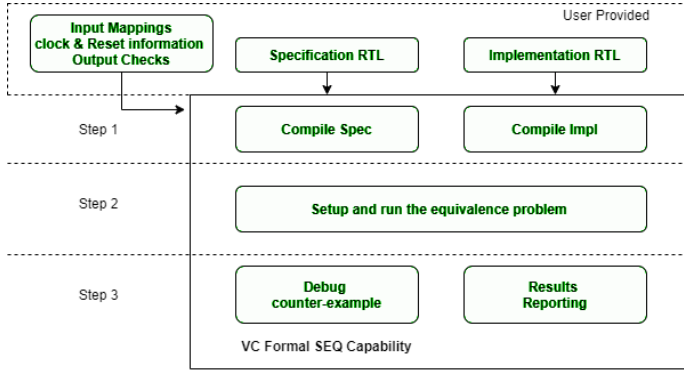 User Provided
Input Mappings
clock & Reset information
Output Checks
Specification RTL
Implementation RTL
Step 1
Compile Spec
Compile Impl
Step 2
Setup and run the equivalence problem
Step 3
Debug
counter-example
Results
Reporting
VC Formal SEQ Capability